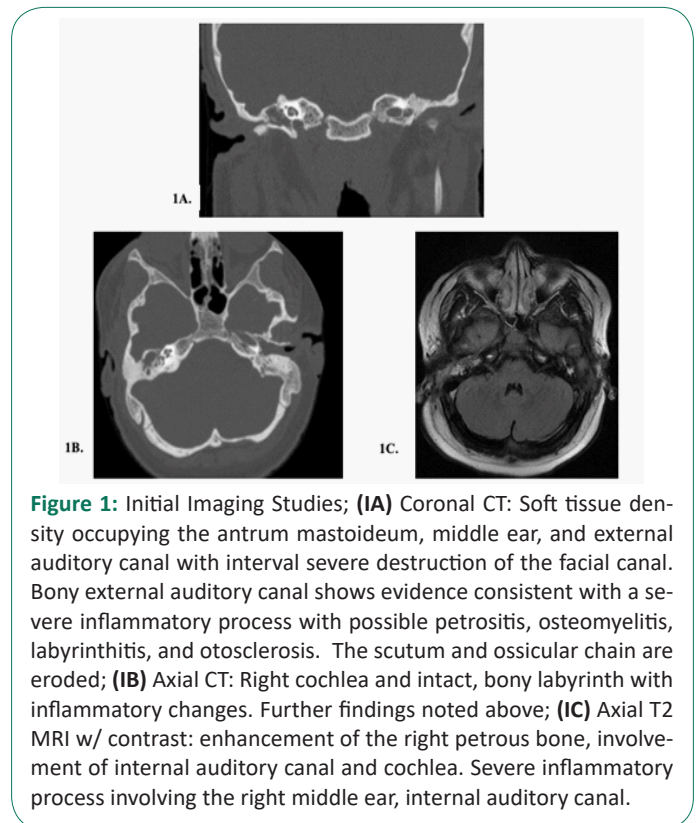 1A.
1B.
1C.
Figure 1: Initial Imaging Studies; (IA) Coronal CT: Soft tissue den-
sity occupying the antrum mastoideum, middle ear, and external
auditory canal with interval severe destruction of the facial canal.
Bony external auditory canal shows evidence consistent with a se-
vere inflammatory process with possible petrositis, osteomyelitis,
labyrinthitis, and otosclerosis.  The scutum and ossicular chain are
eroded; (IB) Axial CT: Right cochlea and intact, bony labyrinth with
inflammatory changes. Further findings noted above; (IC) Axial T2
MRI w/ contrast: enhancement of the right petrous bone, involve-
ment of internal auditory canal and cochlea. Severe inflammatory
process involving the right middle ear, internal auditory canal.